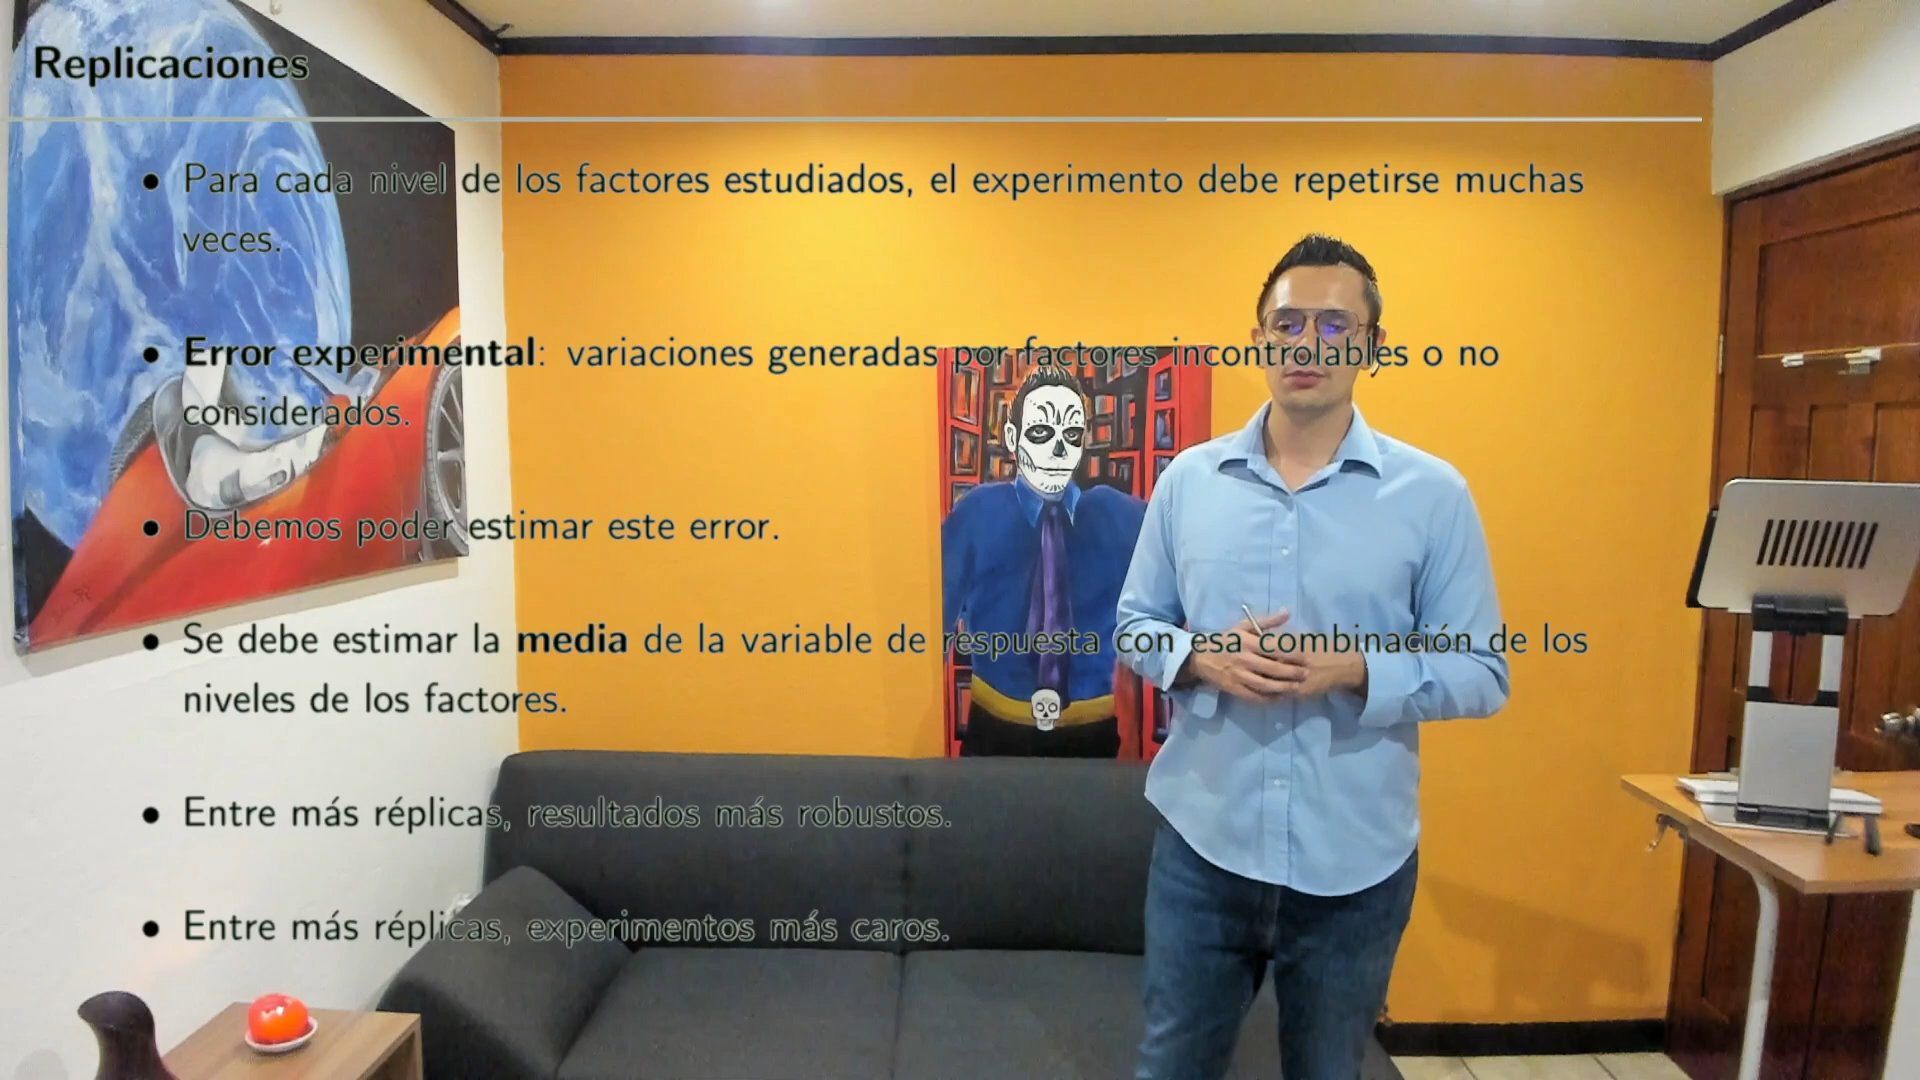 Replicaciones
• Para cada nivel de los factores estudiados, el experimento debe repetirse muchas
veces.
• Error experimental: variaciones generadas por factores incontrolables o no
considerados.
• Debemos poder estimar este error.
• Se debe estimar la media de la variable de respuesta con esa combinación de los
niveles de los factores.
• Entre más réplicas, resultados más robustos.
• Entre más réplicas, experimentos más caros.